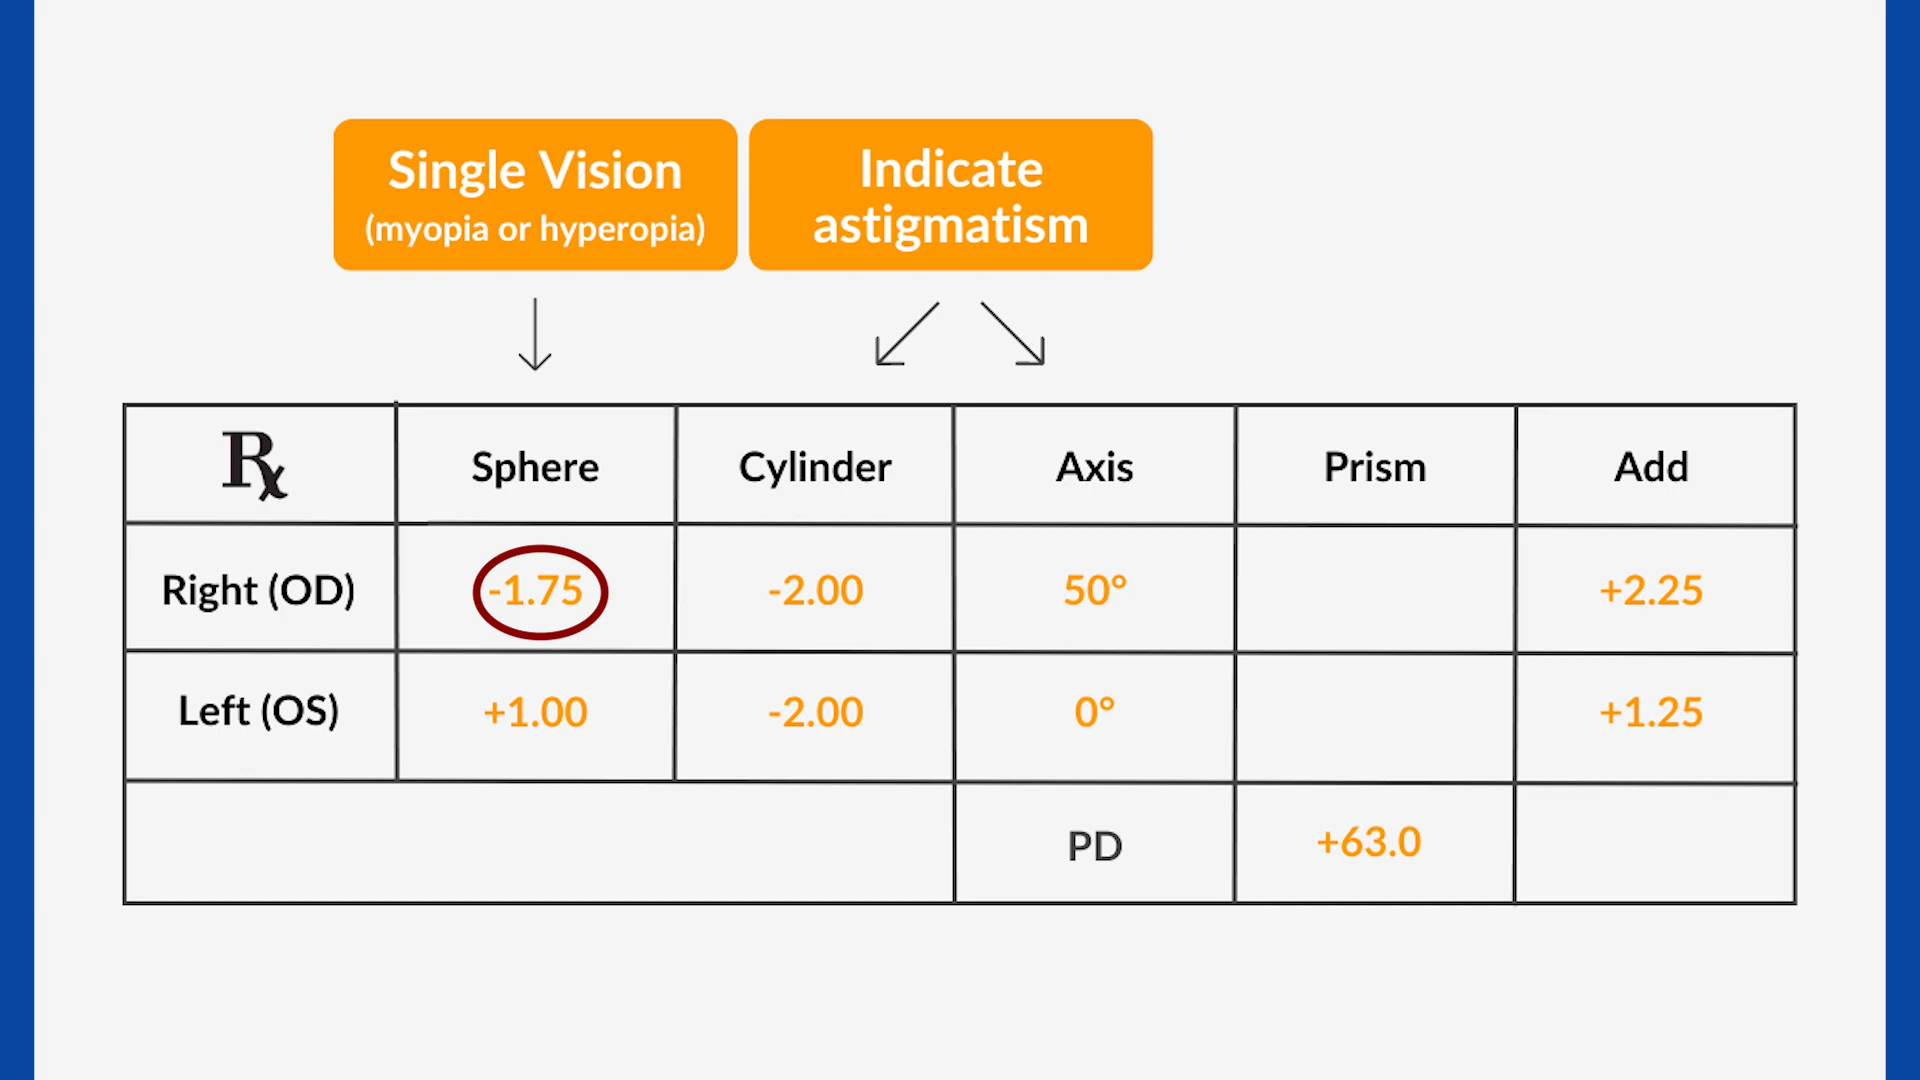 Single Vision
(myopia or hyperopia)
Indicate
astigmatism
℞ Sphere Cylinder Axis Prism Add
Right (OD) -1.75 -2.00 50° +2.25
Left (OS) +1.00 -2.00 0° +1.25
PD +63.0